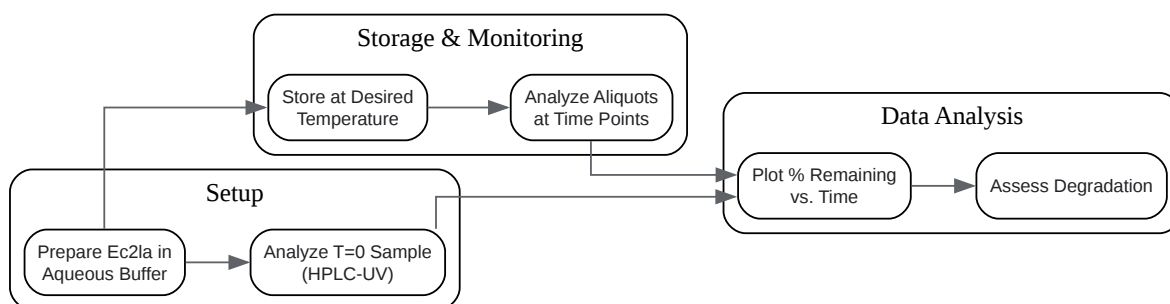 Storage & Monitoring
Store at Desired
Temperature
Analyze Aliquots
at Time Points
Data Analysis
Plot % Remaining
vs. Time
Assess Degradation
Setup
Prepare Ec2la in
Aqueous Buffer
Analyze T=0 Sample
(HPLC-UV)